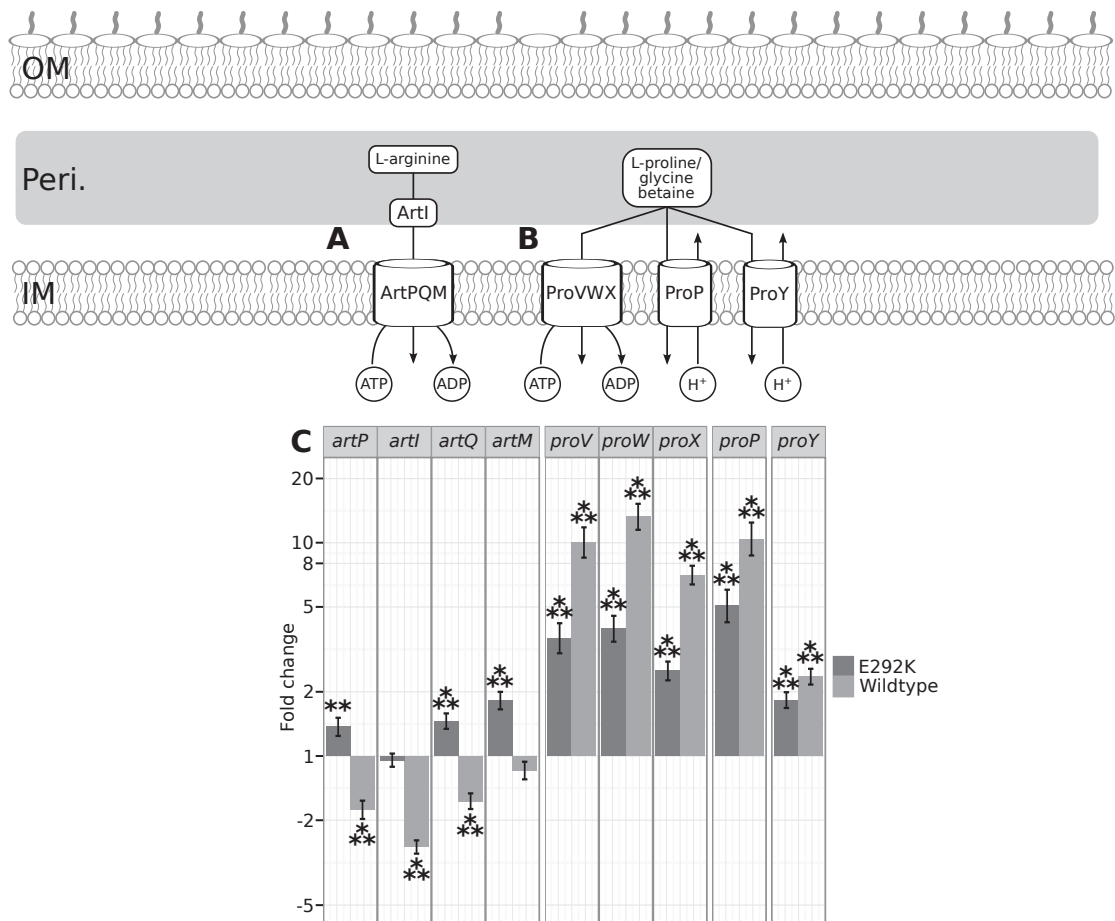 OM
Peri.
L-arginine
ArtI
L-proline/
glycine
betaine
A
B
IM
ArtPQM
ProVWX
ProP
ProY
ATP
ADP
ATP
ADP
H⁺
H⁺
C
artP artI artQ artM proV proW proX proP proY
Fold change
20
10
8
5
2
1
-2
-5
** *** *** *** *** *** *** *** *** *** *** *** *** *** *** ***
E292K
Wildtype